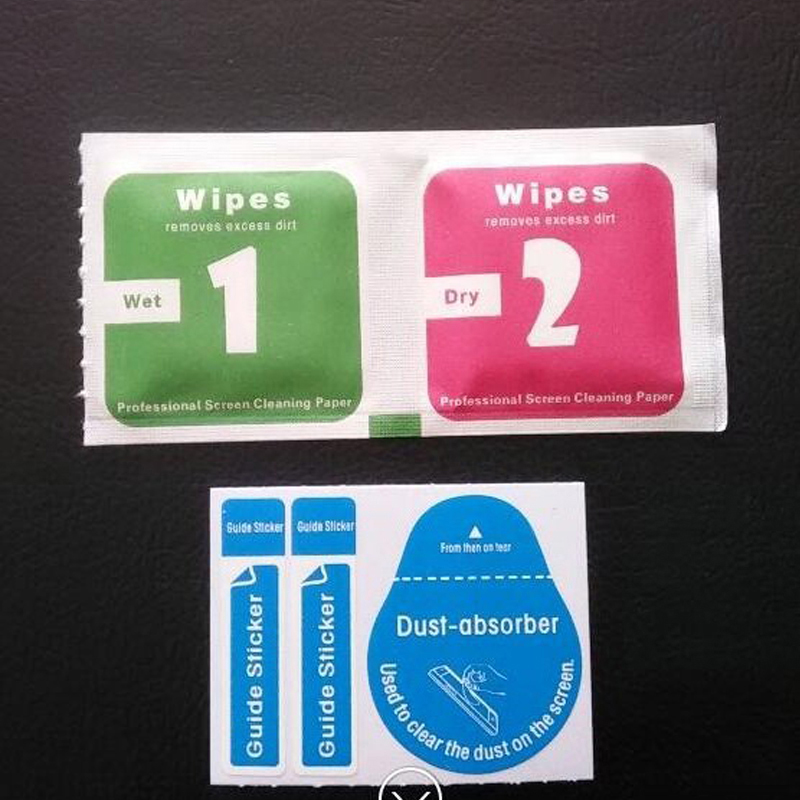 Wipes
removes excess dirt
1
Wet
Professional Screen Cleaning Paper
Wipes
removes excess dirt
2
Dry
Professional Screen Cleaning Paper
Guide Sticker
Guide Sticker
Guide Sticker
Guide Sticker
From then on tear
Dust-absorber
Used to clear the dust on the screen.